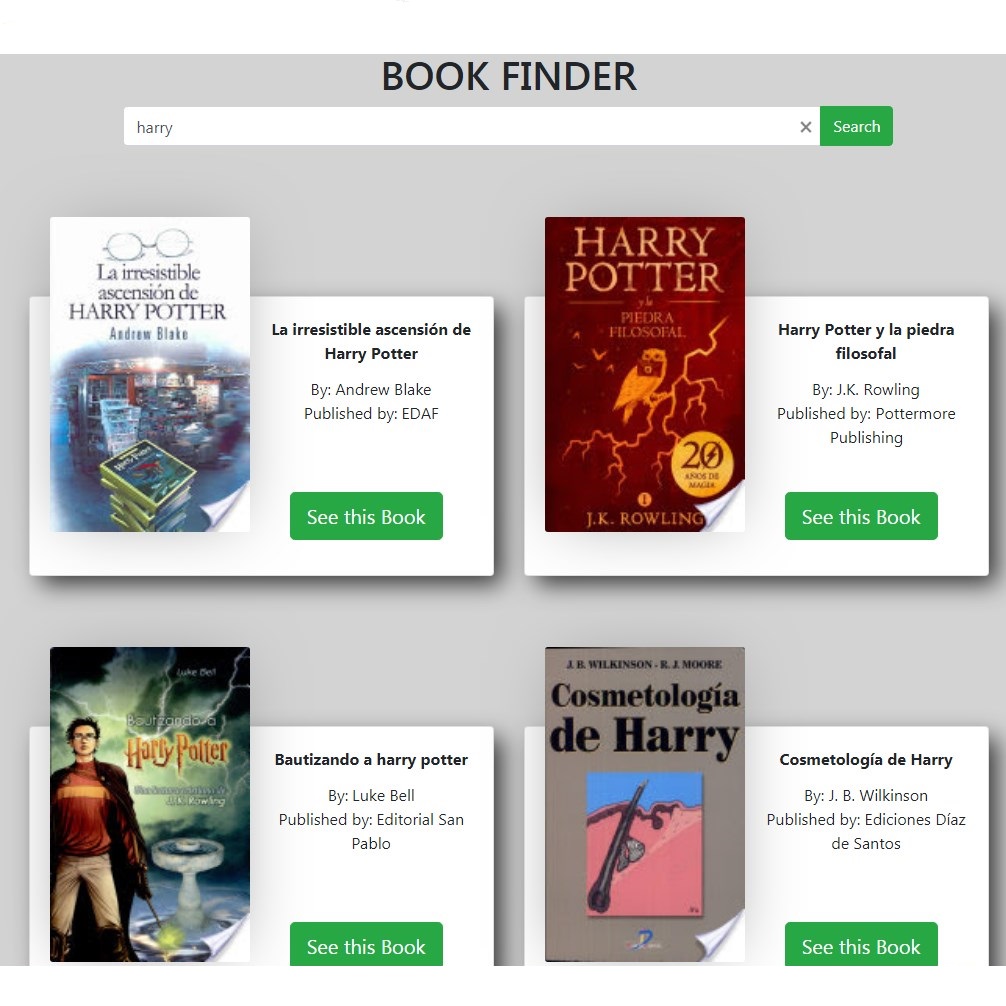 BOOK FINDER
harry
×
Search
La irresistible
ascensión de
HARRY POTTER
Andrew Blake
Harry Potter
La irresistible ascensión de
Harry Potter
By: Andrew Blake
Published by: EDAF
See this Book
HARRY
POTTER
y la
PIEDRA
FILOSOFAL
20
AÑOS DE
MAGIA
1
J.K. ROWLING
Harry Potter y la piedra
filosofal
By: J.K. Rowling
Published by: Pottermore
Publishing
See this Book
Luke Bell
Bautizando a
Harry Potter
J.K. Rowling
Bautizando a harry potter
By: Luke Bell
Published by: Editorial San
Pablo
See this Book
J. B. WILKINSON - R. J. MOORE
Cosmetología
de Harry
Cosmetología de Harry
By: J. B. Wilkinson
Published by: Ediciones Díaz
de Santos
See this Book